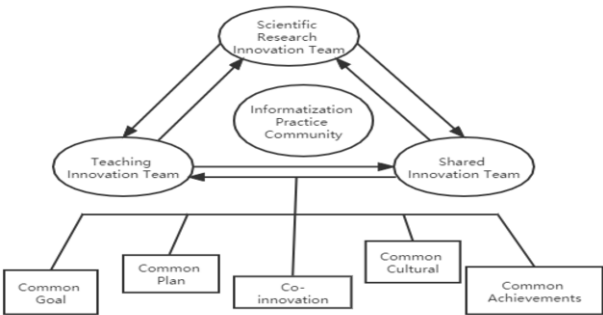 Scientific
Research
Innovation Team
Informatization
Practice
Community
Teaching
Innovation Team
Shared
Innovation Team
Common
Goal
Common
Plan
Co-
innovation
Common
Cultural
Common
Achievements